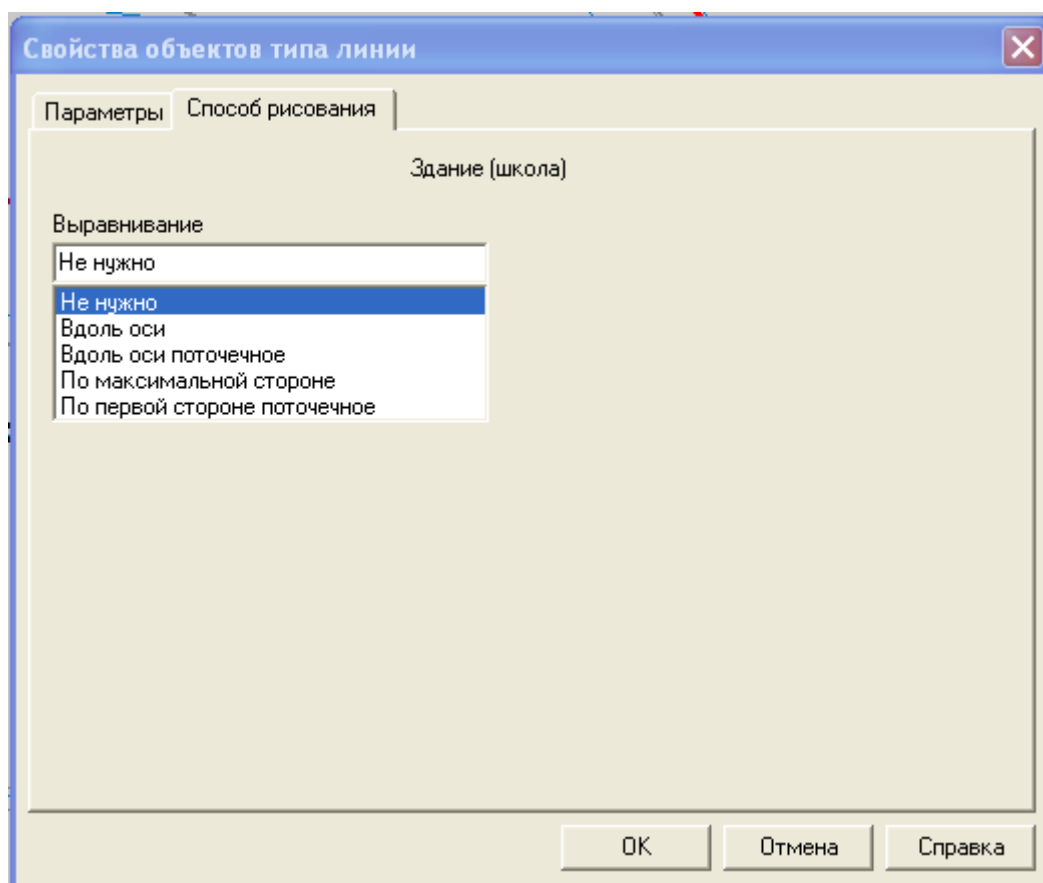 Свойства объектов типа линии
Параметры
Способ рисования
Здание (школа)
Выравнивание
Не нужно
Не нужно
Вдоль оси
Вдоль оси поточечное
По максимальной стороне
По первой стороне поточечное
OK
Отмена
Справка